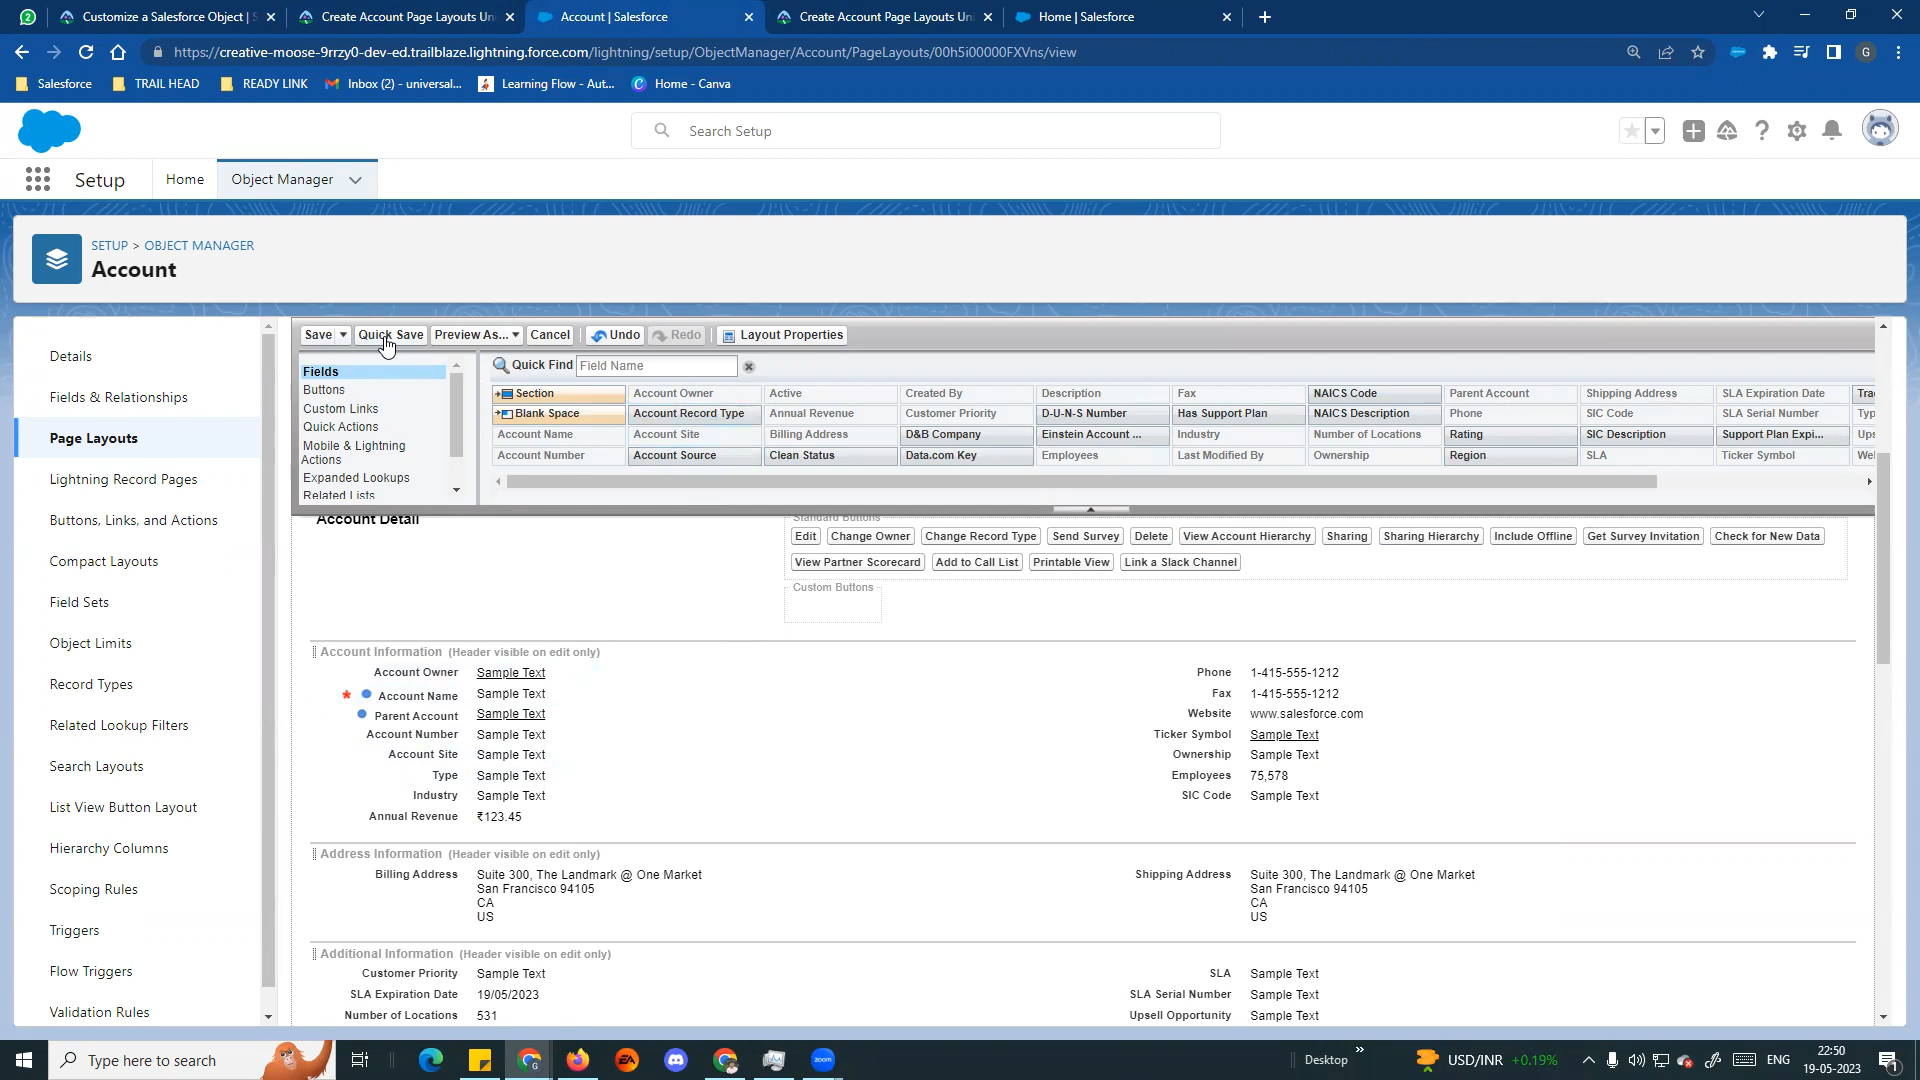 Customize a Salesforce Object | S
Create Account Page Layouts Uni
Account | Salesforce
Create Account Page Layouts Uni
Home | Salesforce
https://creative-moose-9rrzy0-dev-ed.trailblaze.lightning.force.com/lightning/setup/ObjectManager/Account/PageLayouts/00h5i00000FXVns/view
G
Salesforce
TRAIL HEAD
READY LINK
Inbox (2) - universal...
Learning Flow - Aut...
Home - Canva
Search Setup
Setup
Home
Object Manager
SETUP > OBJECT MANAGER
Account
Details
Fields & Relationships
Page Layouts
Lightning Record Pages
Buttons, Links, and Actions
Compact Layouts
Field Sets
Object Limits
Record Types
Related Lookup Filters
Search Layouts
List View Button Layout
Hierarchy Columns
Scoping Rules
Triggers
Flow Triggers
Validation Rules
Save
Quick Save
Preview As...
Cancel
Undo
Redo
Layout Properties
Fields
Buttons
Custom Links
Quick Actions
Mobile & Lightning
Actions
Expanded Lookups
Related Lists
Quick Find
Field Name
Section Account Owner Active Created By Description Fax NAICS Code Parent Account Shipping Address SLA Expiration Date Tra
Blank Space Account Record Type Annual Revenue Customer Priority D-U-N-S Number Has Support Plan NAICS Description Phone SIC Code SLA Serial Number Typ
Account Name Account Site Billing Address D&B Company Einstein Account ... Industry Number of Locations Rating SIC Description Support Plan Expi... Ups
Account Number Account Source Clean Status Data.com Key Employees Last Modified By Ownership Region SLA Ticker Symbol We
Account Detail
Standard Buttons
Edit Change Owner Change Record Type Send Survey Delete View Account Hierarchy Sharing Sharing Hierarchy Include Offline Get Survey Invitation Check for New Data
View Partner Scorecard Add to Call List Printable View Link a Slack Channel
Custom Buttons
Account Information (Header visible on edit only)
Account Owner Sample Text Phone 1-415-555-1212
* Account Name Sample Text Fax 1-415-555-1212
Parent Account Sample Text Website www.salesforce.com
Account Number Sample Text Ticker Symbol Sample Text
Account Site Sample Text Ownership Sample Text
Type Sample Text Employees 75,578
Industry Sample Text SIC Code Sample Text
Annual Revenue ₹123.45
Address Information (Header visible on edit only)
Billing Address Suite 300, The Landmark @ One Market Shipping Address Suite 300, The Landmark @ One Market
San Francisco 94105 San Francisco 94105
CA CA
US US
Additional Information (Header visible on edit only)
Customer Priority Sample Text SLA Sample Text
SLA Expiration Date 19/05/2023 SLA Serial Number Sample Text
Number of Locations 531 Upsell Opportunity Sample Text
Type here to search
EA
zoom
Desktop
USD/INR +0.19%
ENG
22:50
19-05-2023
1